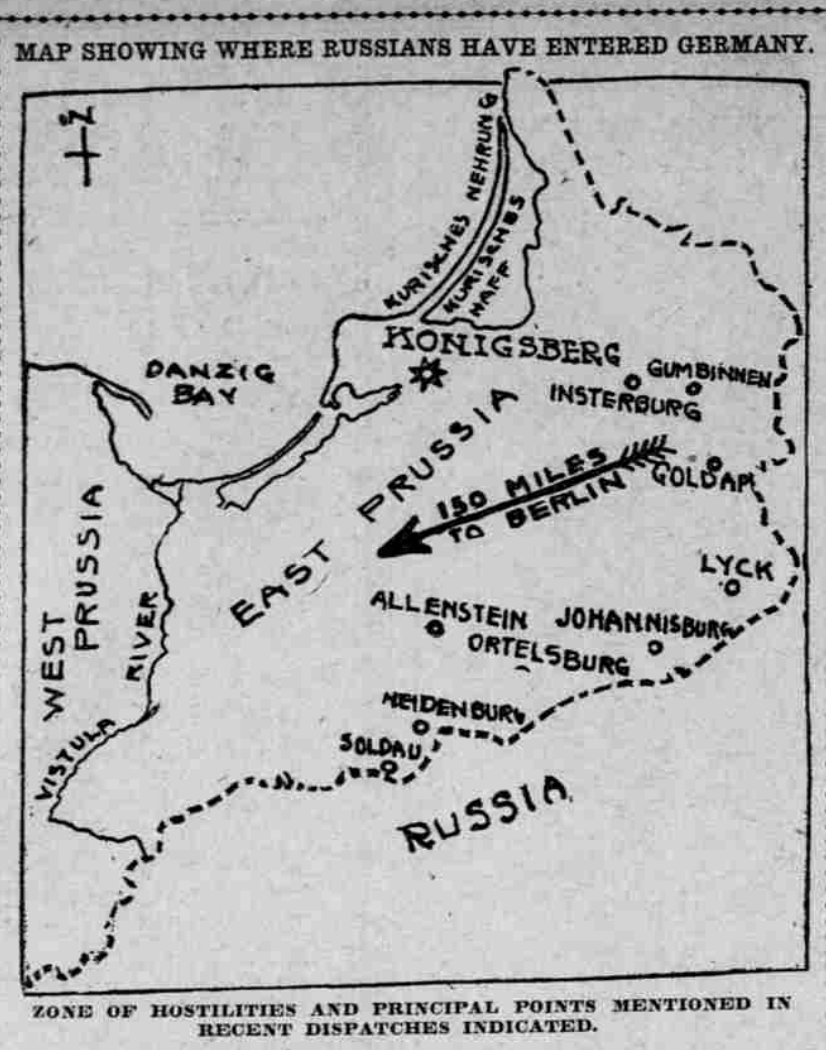 MAP SHOWING WHERE RUSSIANS HAVE ENTERED GERMANY.
N
KURISCHES NEHRUNG
KURISCHES
HAFF
KONIGSBERG
DANZIG
BAY
GUMBINNEN
INSTERBURG
EAST PRUSSIA
150 MILES
TO BERLIN
GOLDAP
WEST
PRUSSIA
LYCK
ALLENSTEIN
JOHANNISBURG
ORTELSBURG
VISTULA RIVER
NEIDENBURG
SOLDAU
RUSSIA
ZONE OF HOSTILITIES AND PRINCIPAL POINTS MENTIONED IN
RECENT DISPATCHES INDICATED.